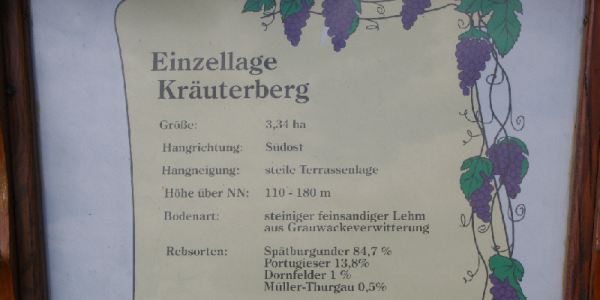 Einzellage
Kräuterberg
Größe: 3,34 ha
Hangrichtung: Südost
Hangneigung: steile Terrassenlage
Höhe über NN: 110 - 180 m
Bodenart: steiniger feinsandiger Lehm
aus Grauwackeverwitterung
Rebsorten: Spätburgunder 84,7 %
Portugieser 13,8%
Dornfelder 1 %
Müller-Thurgau 0,5%